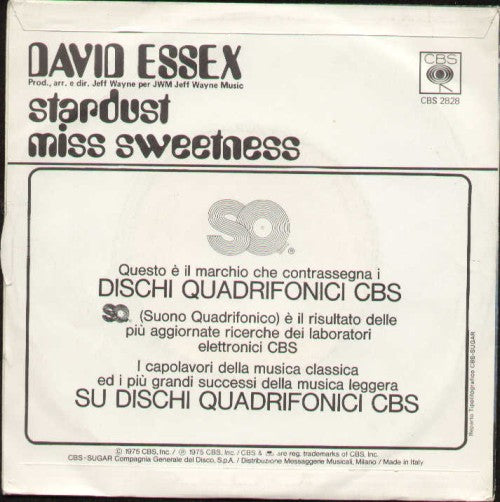 DAVID ESSEX
Prod., arr. e dir. Jeff Wayne per JWM Jeff Wayne Music
stardust
miss sweetness
CBS
CBS 2828
SQ®
Questo è il marchio che contrassegna i
DISCHI QUADRIFONICI CBS
SQ (Suono Quadrifonico) è il risultato delle
più aggiornate ricerche dei laboratori
elettronici CBS
I capolavori della musica classica
ed i più grandi successi della musica leggera
SU DISCHI QUADRIFONICI CBS
Reparto Tipolitografico CBS-SUGAR
© 1975 CBS, Inc. / ℗ 1975 CBS, Inc. / CBS & are reg. trademarks of CBS, Inc.
CBS-SUGAR Compagnia Generale del Disco, S.p.A. / Distribuzione Messaggerie Musicali, Milano / Made in Italy